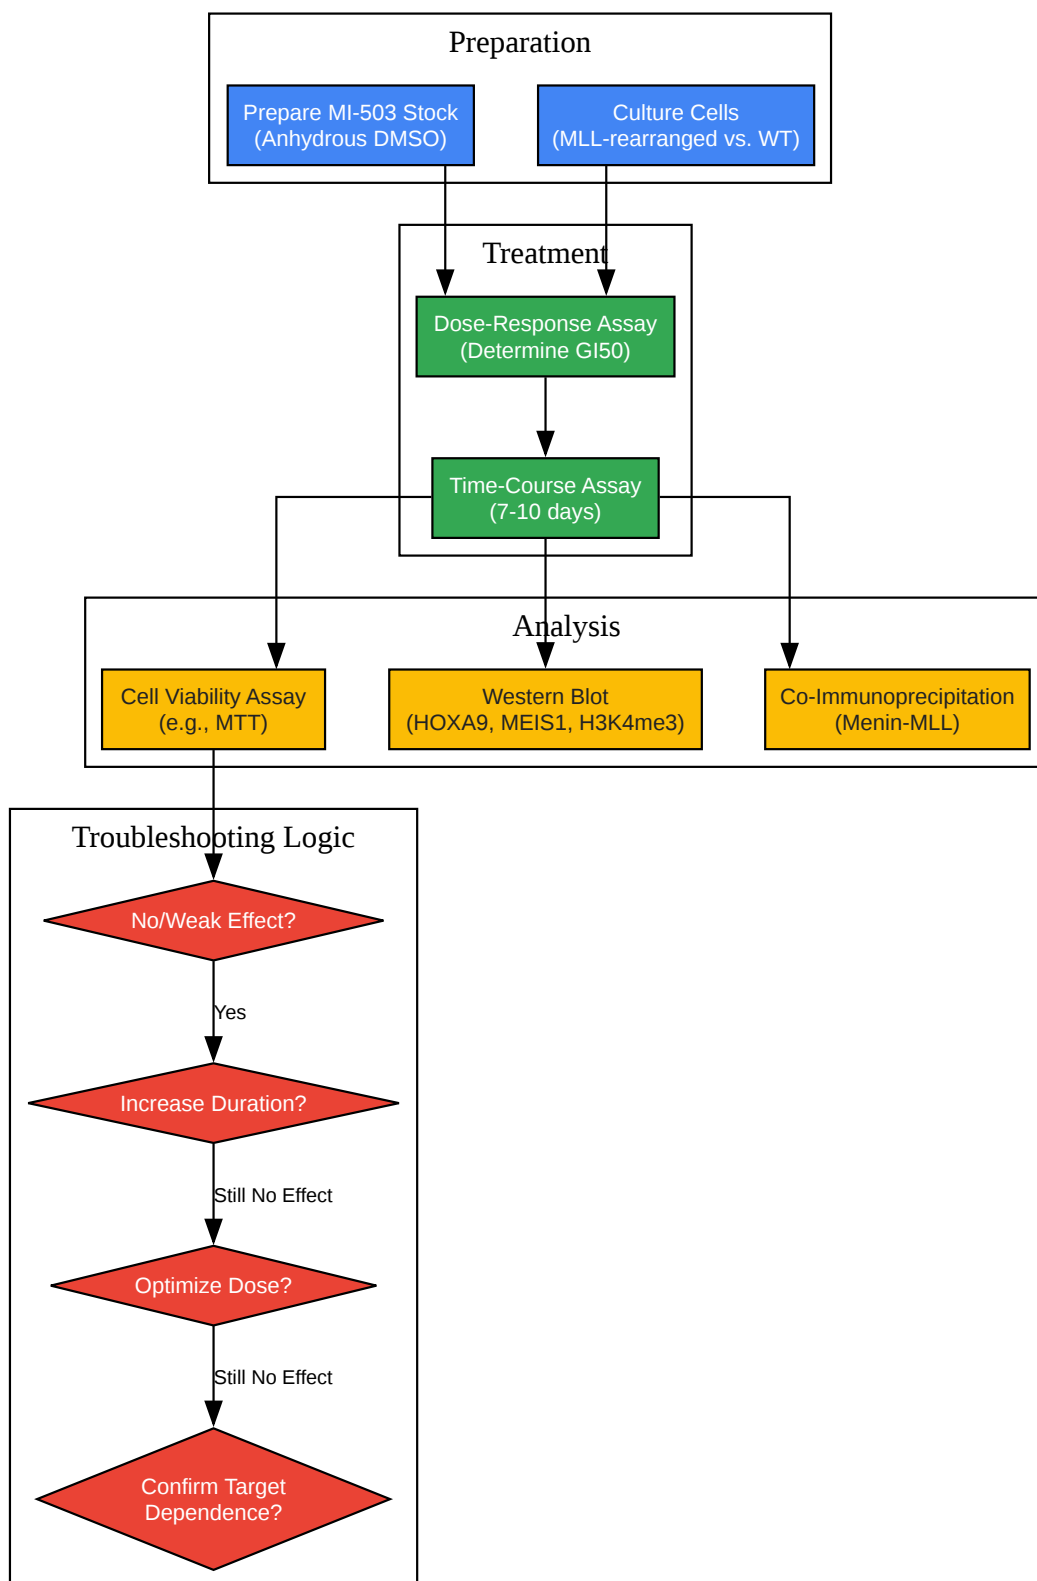 Preparation
Prepare MI-503 Stock
(Anhydrous DMSO)
Culture Cells
(MLL-rearranged vs. WT)
Treatment
Dose-Response Assay
(Determine GI50)
Time-Course Assay
(7-10 days)
Analysis
Cell Viability Assay
(e.g., MTT)
Western Blot
(HOXA9, MEIS1, H3K4me3)
Co-Immunoprecipitation
(Menin-MLL)
Troubleshooting Logic
No/Weak Effect?
Yes
Increase Duration?
Still No Effect
Optimize Dose?
Still No Effect
Confirm Target
Dependence?